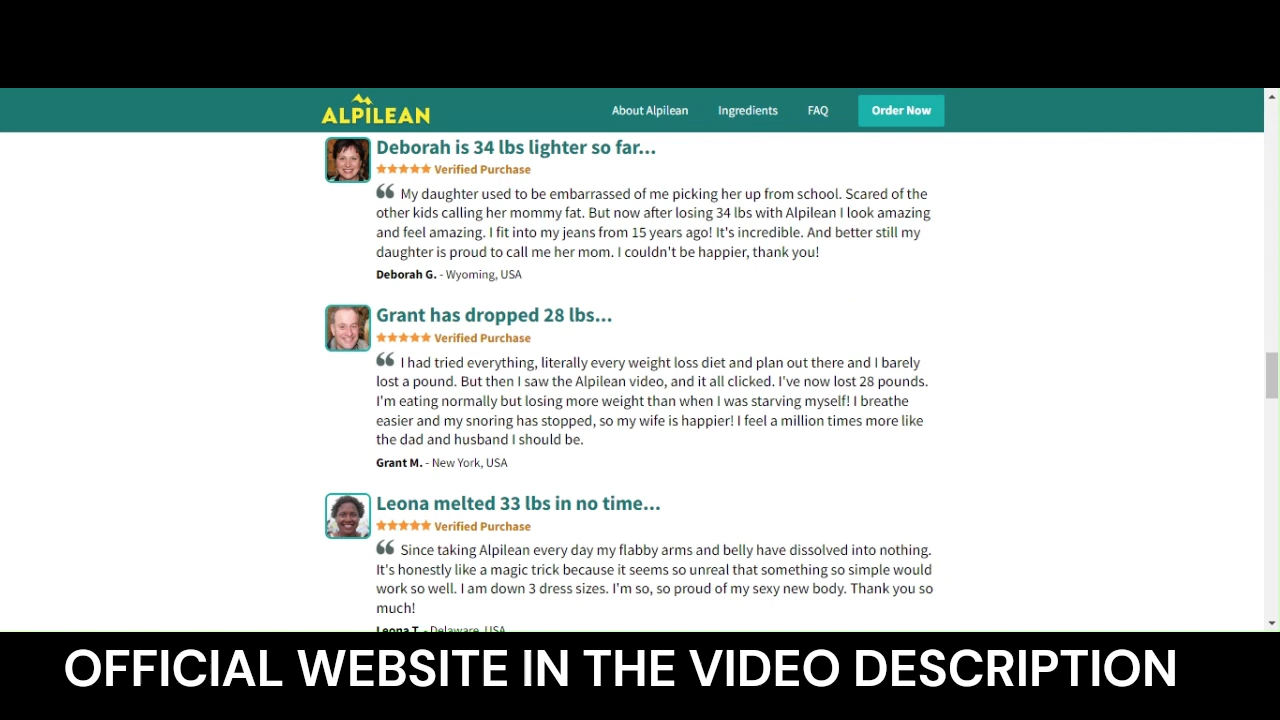 ALPILEAN
About Alpilean Ingredients FAQ Order Now
Deborah is 34 lbs lighter so far...
Verified Purchase
My daughter used to be embarrassed of me picking her up from school. Scared of the
other kids calling her mommy fat. But now after losing 34 lbs with Alpilean I look amazing
and feel amazing. I fit into my jeans from 15 years ago! It's incredible. And better still my
daughter is proud to call me her mom. I couldn't be happier, thank you!
Deborah G. - Wyoming, USA
Grant has dropped 28 lbs...
Verified Purchase
I had tried everything, literally every weight loss diet and plan out there and I barely
lost a pound. But then I saw the Alpilean video, and it all clicked. I've now lost 28 pounds.
I'm eating normally but losing more weight than when I was starving myself! I breathe
easier and my snoring has stopped, so my wife is happier! I feel a million times more like
the dad and husband I should be.
Grant M. - New York, USA
Leona melted 33 lbs in no time...
Verified Purchase
Since taking Alpilean every day my flabby arms and belly have dissolved into nothing.
It's honestly like a magic trick because it seems so unreal that something so simple would
work so well. I am down 3 dress sizes. I'm so, so proud of my sexy new body. Thank you so
much!
Leona T. - Delaware, USA
OFFICIAL WEBSITE IN THE VIDEO DESCRIPTION